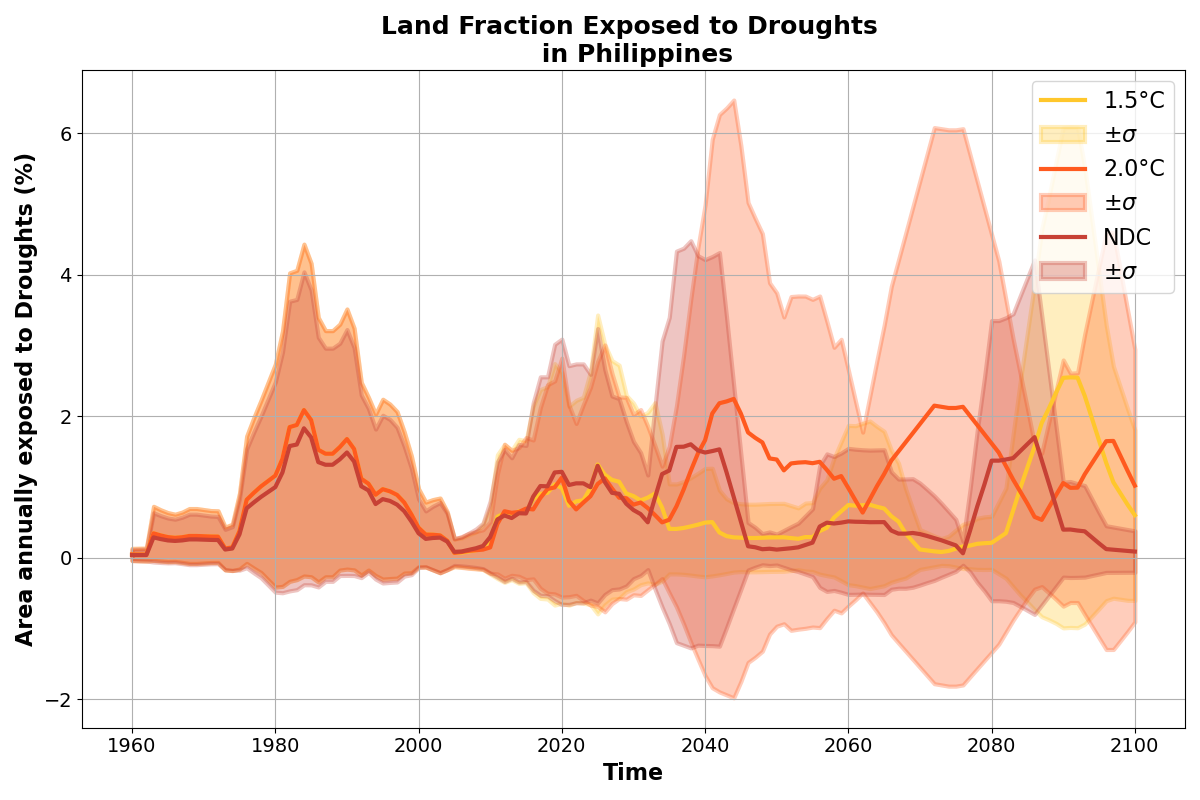 Land Fraction Exposed to Droughts
in Philippines
Area annually exposed to Droughts (%)
6
4
2
0
−2
1960
1980
2000
2020
2040
2060
2080
2100
Time
1.5°C
±σ
2.0°C
±σ
NDC
±σ